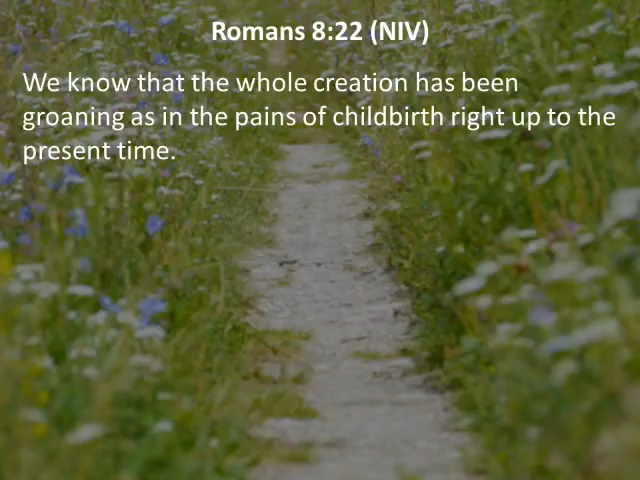 Romans 8:22 (NIV)
We know that the whole creation has been
groaning as in the pains of childbirth right up to the
present time.